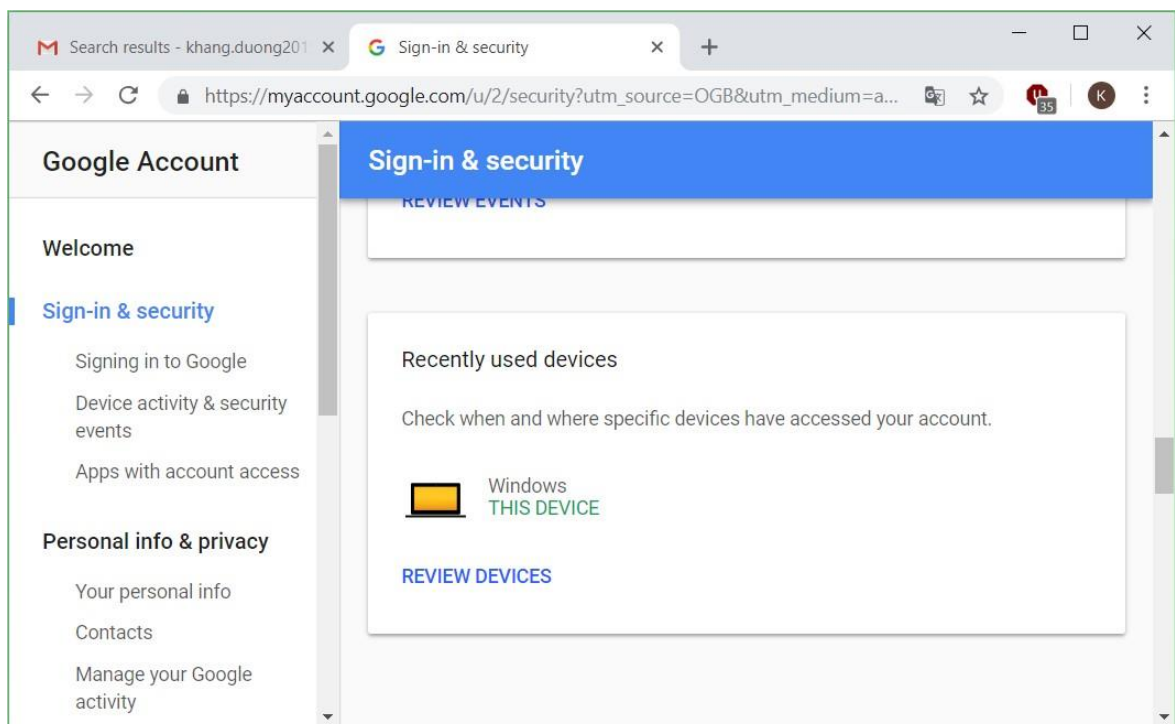 Search results - khang.duong201
Sign-in & security
https://myaccount.google.com/u/2/security?utm_source=OGB&utm_medium=a...
35
K
Google Account
Sign-in & security
REVIEW EVENTS
Welcome
Sign-in & security
Signing in to Google
Device activity & security
events
Apps with account access
Personal info & privacy
Your personal info
Contacts
Manage your Google
activity
Recently used devices
Check when and where specific devices have accessed your account.
Windows
THIS DEVICE
REVIEW DEVICES